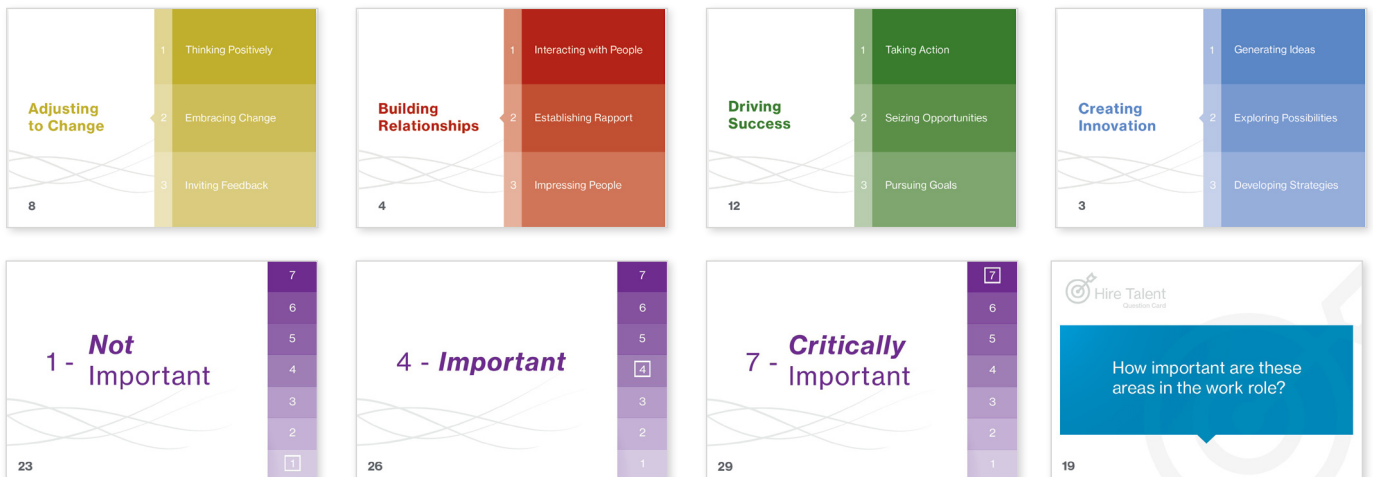 1 Thinking Positively
Adjusting
to Change
2 Embracing Change
3 Inviting Feedback
8
1 Interacting with People
Building
Relationships
2 Establishing Rapport
3 Impressing People
4
1 Taking Action
Driving
Success
2 Seizing Opportunities
3 Pursuing Goals
12
1 Generating Ideas
Creating
Innovation
2 Exploring Possibilities
3 Developing Strategies
3
1 - Not
Important
7
6
5
4
3
2
1
23
4 - Important
7
6
5
4
3
2
1
26
7 - Critically
Important
7
6
5
4
3
2
1
29
Hire Talent
Question Card
How important are these
areas in the work role?
19